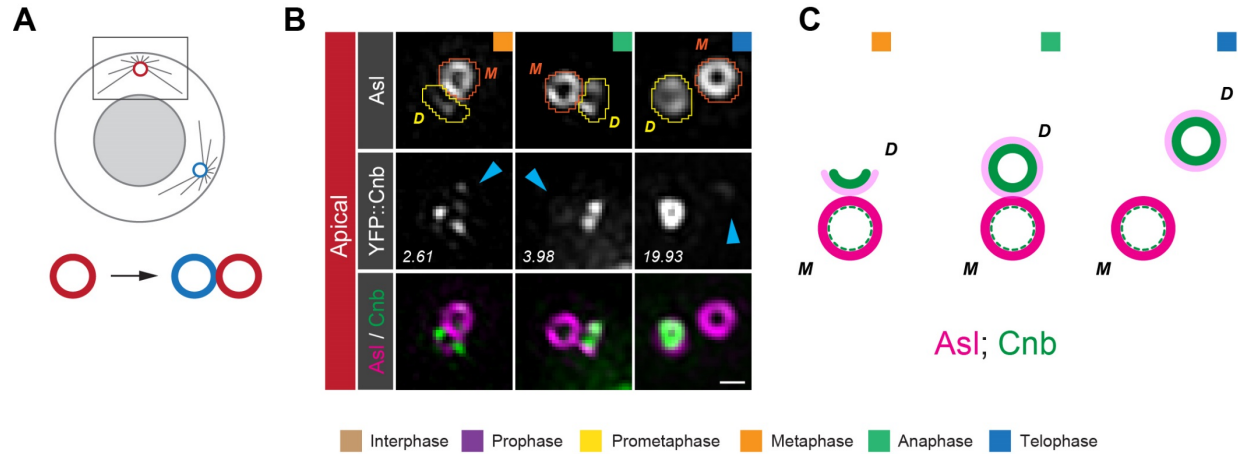 A
B
C
Apical
Asl
M
D
M
D
M
D
YFP::Cnb
2.61
3.98
19.93
Asl / Cnb
D
M
D
M
D
M
Asl; Cnb
Interphase Prophase Prometaphase Metaphase Anaphase Telophase